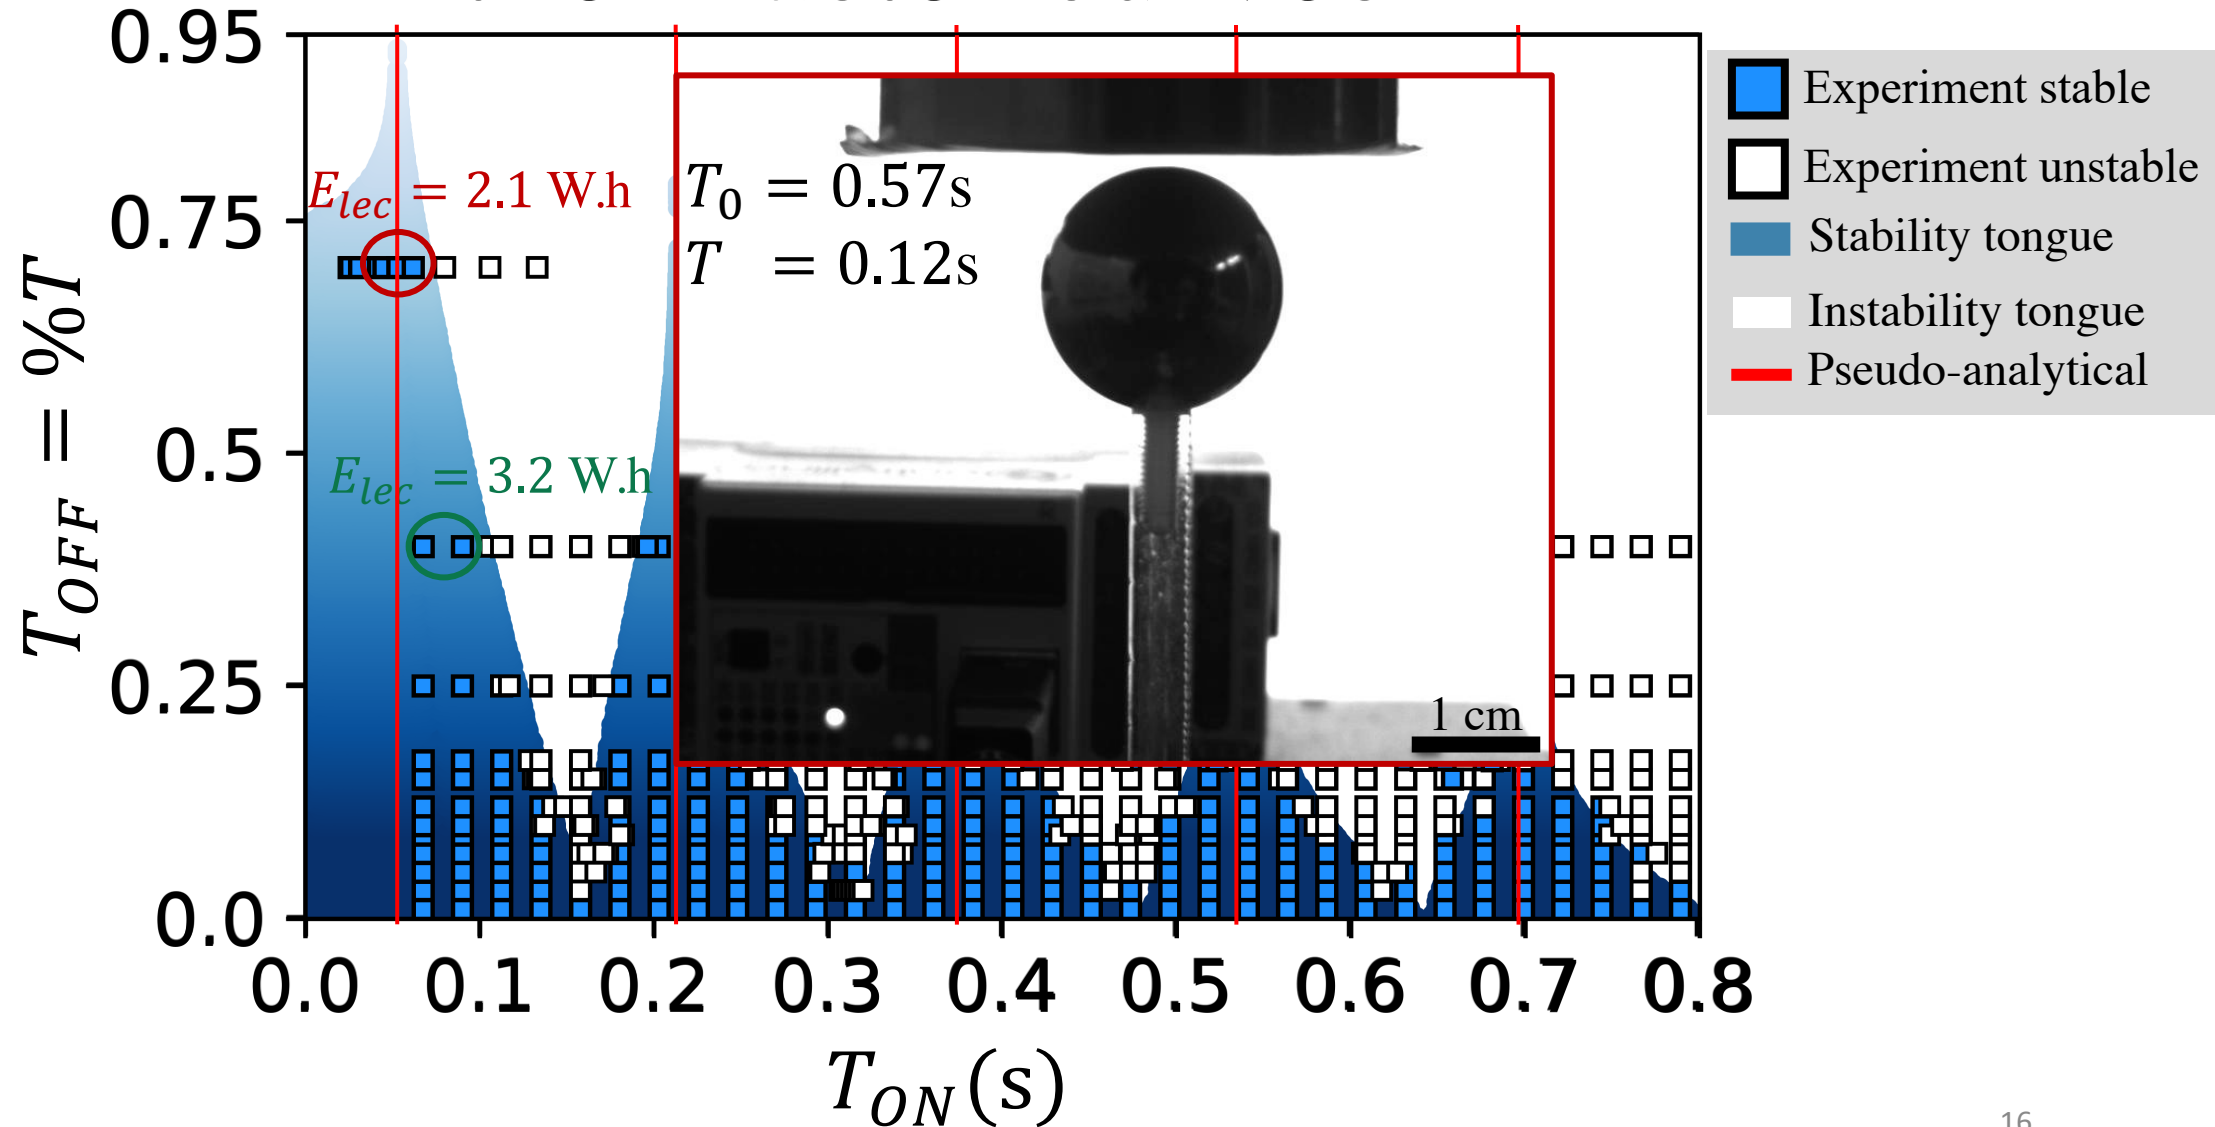 0.95
0.75
0.5
0.25
0.0
T_OFF = %T
E_lec = 2.1 W.h
E_lec = 3.2 W.h
T_0 = 0.57s
T = 0.12s
1 cm
Experiment stable
Experiment unstable
Stability tongue
Instability tongue
Pseudo-analytical
0.0 0.1 0.2 0.3 0.4 0.5 0.6 0.7 0.8
T_ON(s)
16